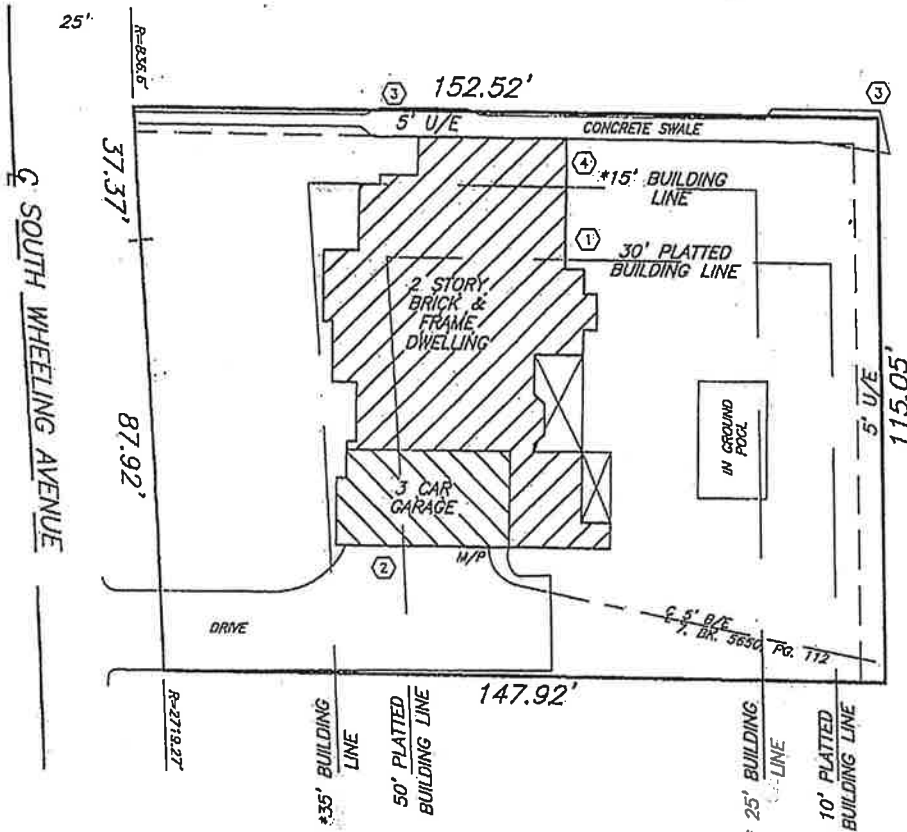 25'
R=836.6'
152.52'
3
3
5' U/E
CONCRETE SWALE
37.37'
4
*15' BUILDING
LINE
1
30' PLATTED
BUILDING LINE
2 STORY
BRICK &
FRAME
DWELLING
SOUTH WHEELING AVENUE
87.92'
IN GROUND
POOL
5' U/E
115.05'
3 CAR
GARAGE
M/P
2
DRIVE
5' B/E
BK. 5650, PG. 112
147.92'
R=2719.27'
*35' BUILDING
LINE
50' PLATTED
BUILDING LINE
25' BUILDING
LINE
10' PLATTED
BUILDING LINE